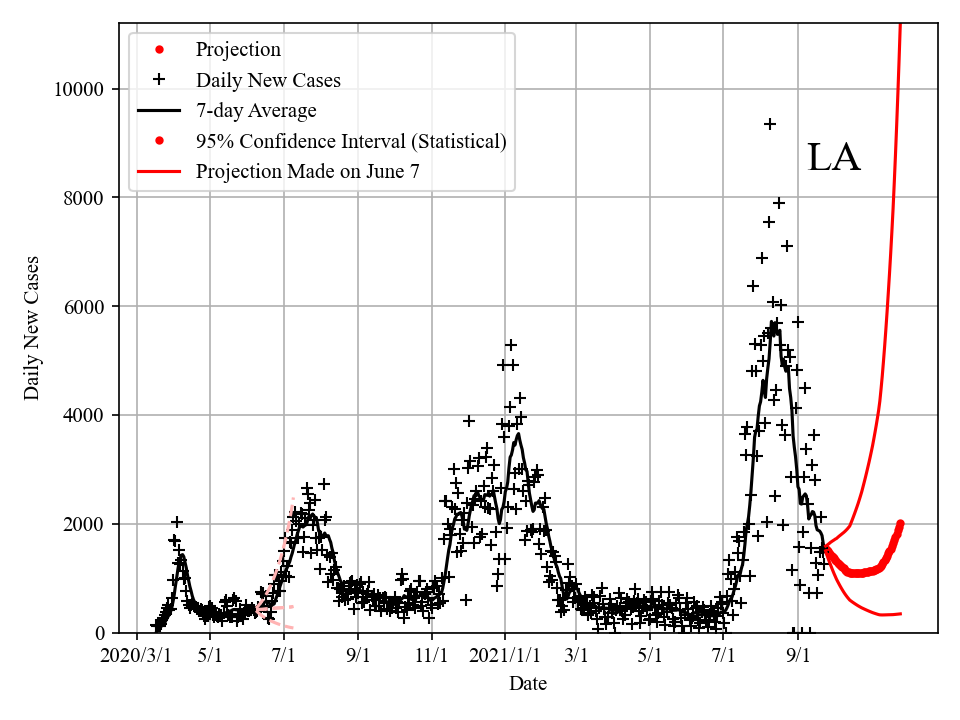 Projection
Daily New Cases
7-day Average
95% Confidence Interval (Statistical)
Projection Made on June 7
LA
10000
8000
6000
4000
2000
0
Daily New Cases
2020/3/1 5/1 7/1 9/1 11/1 2021/1/1 3/1 5/1 7/1 9/1
Date